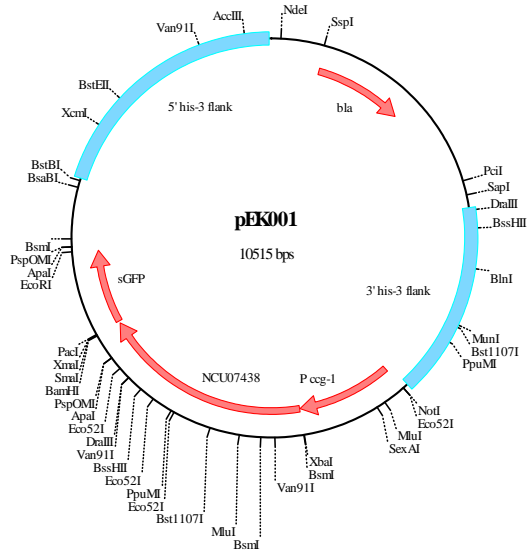 NdeI
SspI
bla
PciI
SapI
DraIII
BssHII
BlnI
3' his-3 flank
MunI
Bst1107I
PpuMI
NotI
Eco52I
MluI
SexAI
P ccg-1
XbaI
BsmI
Van91I
BsmI
MluI
Bst1107I
Eco52I
PpuMI
Eco52I
BssHII
Van91I
DraIII
Eco52I
ApaI
PspOMI
BamHI
SmaI
XmaI
PacI
NCU07438
sGFP
EcoRI
ApaI
PspOMI
BsmI
BsaBI
BstBI
XcmI
BstEII
Van91I
AccIII
5' his-3 flank
pEK001
10515 bps